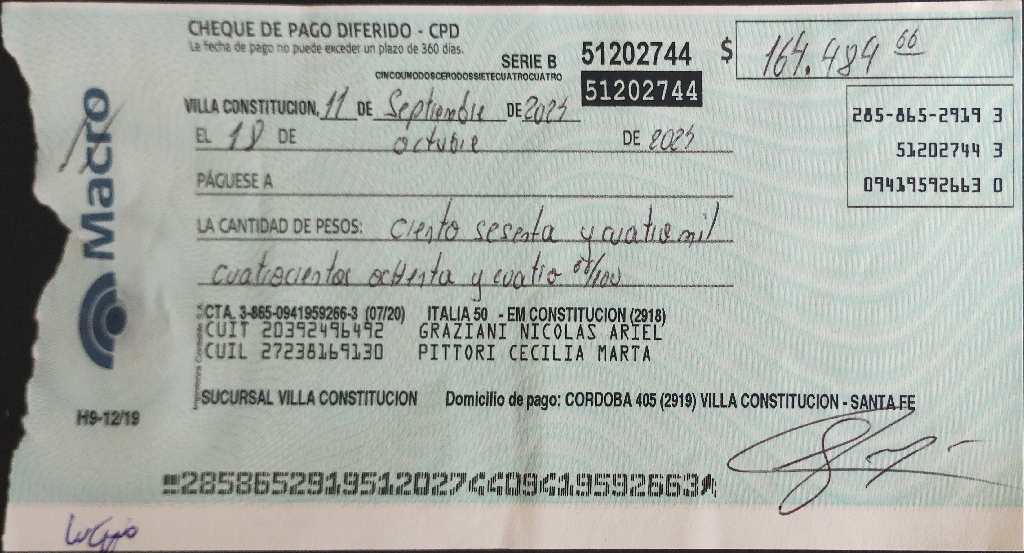 CHEQUE DE PAGO DIFERIDO - CPD
La fecha de pago no puede exceder un plazo de 360 días.
SERIE B 51202744 $ 164.484 66
CINCOUNODOSCERODOSSIETECUATROCUATRO
51202744
VILLA CONSTITUCION, 11 DE Septiembre DE 2023
EL 18 DE octubre DE 2023
285-865-2919 3
51202744 3
09419592663 0
PÁGUESE A
LA CANTIDAD DE PESOS: ciento sesenta y cuatro mil
cuatrocientos ochenta y cuatro /100
CTA. 3-865-0941959266-3 (07/20) ITALIA 50 - EM CONSTITUCION (2918)
CUIT 20392496492 GRAZIANI NICOLAS ARIEL
CUIL 27238169130 PITTORI CECILIA MARTA
SUCURSAL VILLA CONSTITUCION Domicilio de pago: CORDOBA 405 (2919) VILLA CONSTITUCION - SANTA FE
Macro
H9-12/19
28586529195120274409419592663